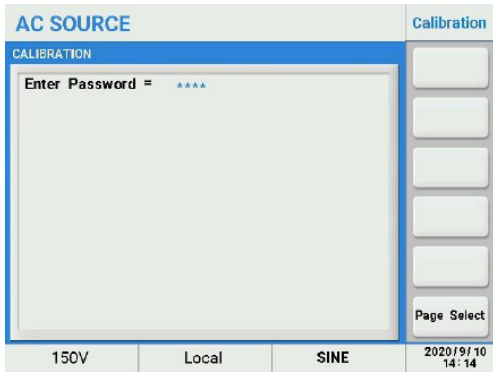 AC SOURCE
Calibration
CALIBRATION
Enter Password = ****
Page Select
150V Local SINE 2020/9/10
14:14